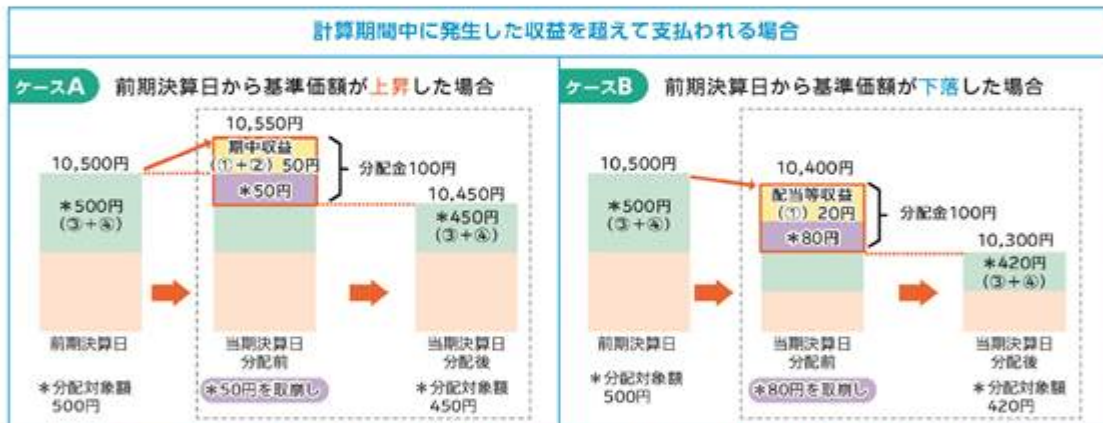 計算期間中に発生した収益を超えて支払われる場合
ケースA 前期決算日から基準価額が上昇した場合
10,550円
10,500円
期中収益
(①+②) 50円
*50円
分配金100円
*500円
(③+④)
10,450円
*450円
(③+④)
前期決算日
当期決算日
分配前
当期決算日
分配後
*分配対象額
500円
*50円を取崩し
*分配対象額
450円
ケースB 前期決算日から基準価額が下落した場合
10,500円
10,400円
配当等収益
(①) 20円
*80円
分配金100円
*500円
(③+④)
10,300円
*420円
(③+④)
前期決算日
当期決算日
分配前
当期決算日
分配後
*分配対象額
500円
*80円を取崩し
*分配対象額
420円